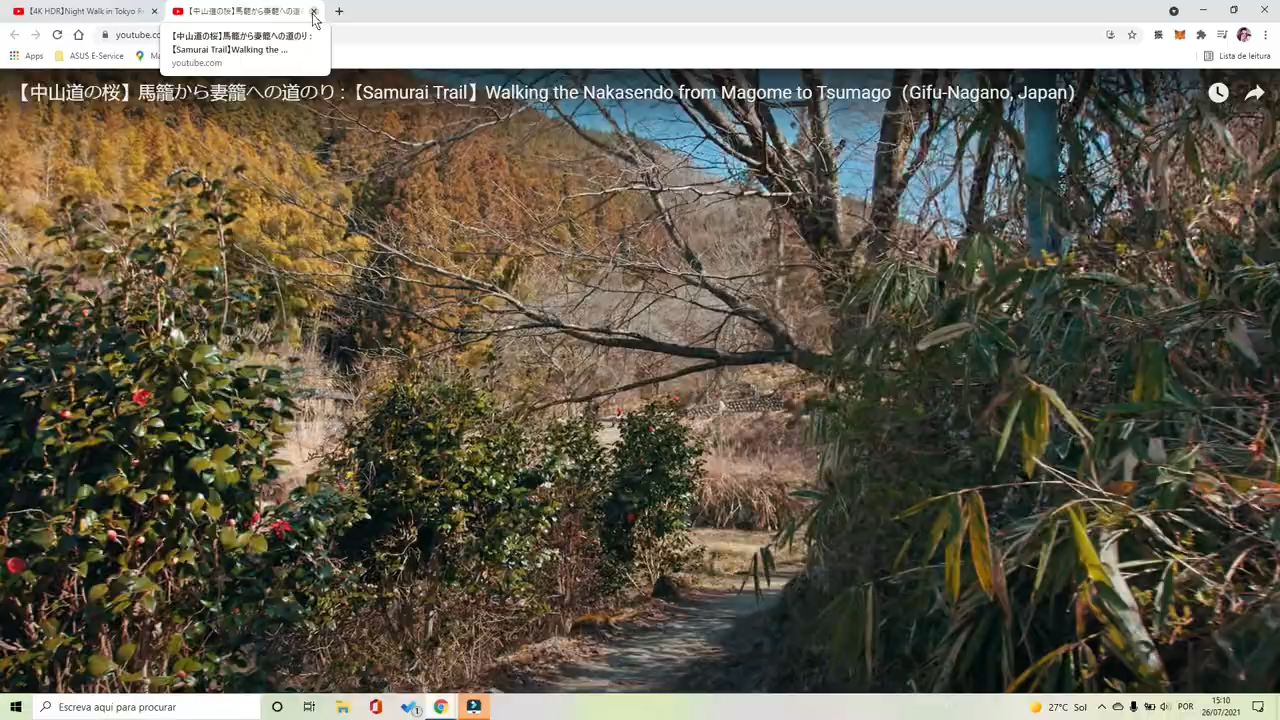 【4K HDR】Night Walk in Tokyo Ro
【中山道の桜】馬籠から妻籠への道の
youtube.co
【中山道の桜】馬籠から妻籠への道のり :
【Samurai Trail】Walking the ...
youtube.com
Apps
ASUS E-Service
Ma
Lista de leitura
【中山道の桜】馬籠から妻籠への道のり :【Samurai Trail】Walking the Nakasendo from Magome to Tsumago（Gifu-Nagano, Japan）
Escreva aqui para procurar
1
27°C Sol
POR
15:10
26/07/2021